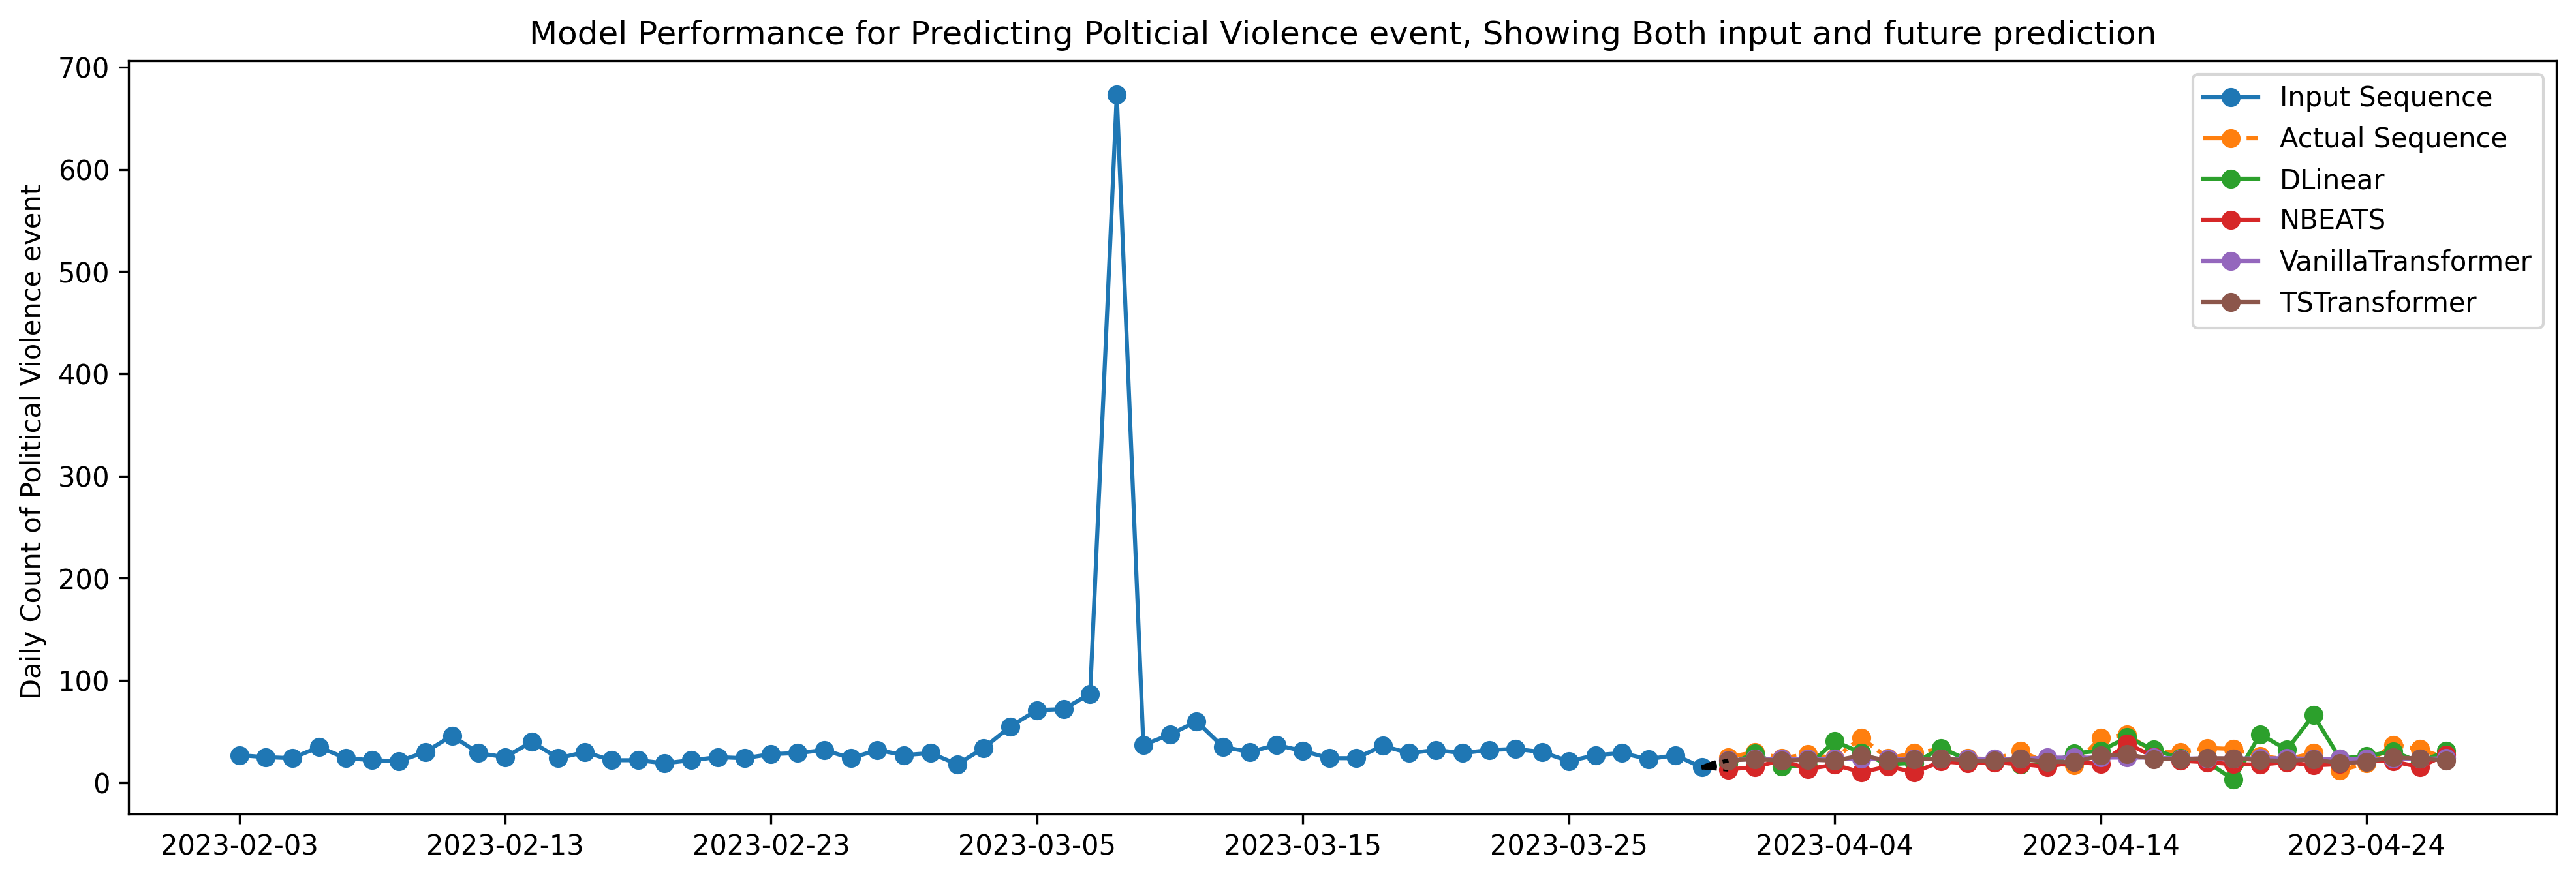 Model Performance for Predicting Polticial Violence event, Showing Both input and future prediction
Daily Count of Political Violence event
700
600
500
400
300
200
100
0
2023-02-03
2023-02-13
2023-02-23
2023-03-05
2023-03-15
2023-03-25
2023-04-04
2023-04-14
2023-04-24
Input Sequence
Actual Sequence
DLinear
NBEATS
VanillaTransformer
TSTransformer